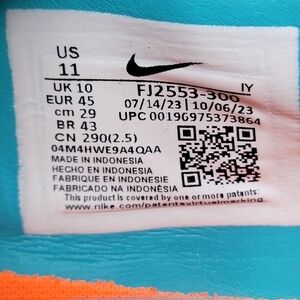 US
11
UK 10
EUR 45
cm 29
BR 43
CN 290(2.5)
FJ2553-300
IY
07/14/23 | 10/06/23
UPC 00196975373864
04M4HWE9A4QAA
MADE IN INDONESIA
HECHO EN INDONESIA
FABRIQUE EN INDONESIE
FABRICADO NA INDONÉSIA
This product is covered by one or more patents:
www.nike.com/patentsvirtualmarking